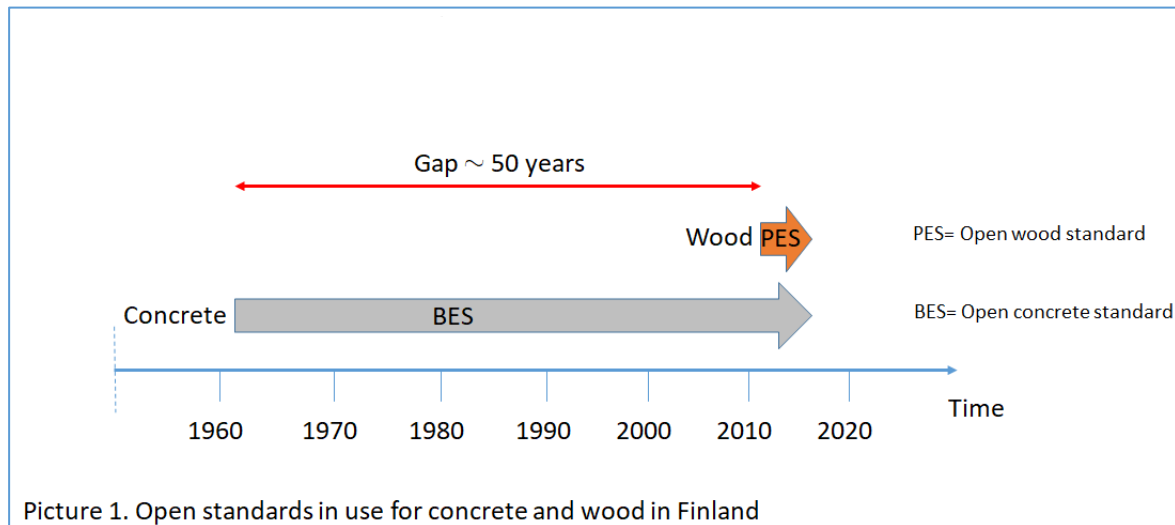 Gap ∼ 50 years
Wood PES
PES= Open wood standard
Concrete BES
BES= Open concrete standard
Time
1960 1970 1980 1990 2000 2010 2020
Picture 1. Open standards in use for concrete and wood in Finland